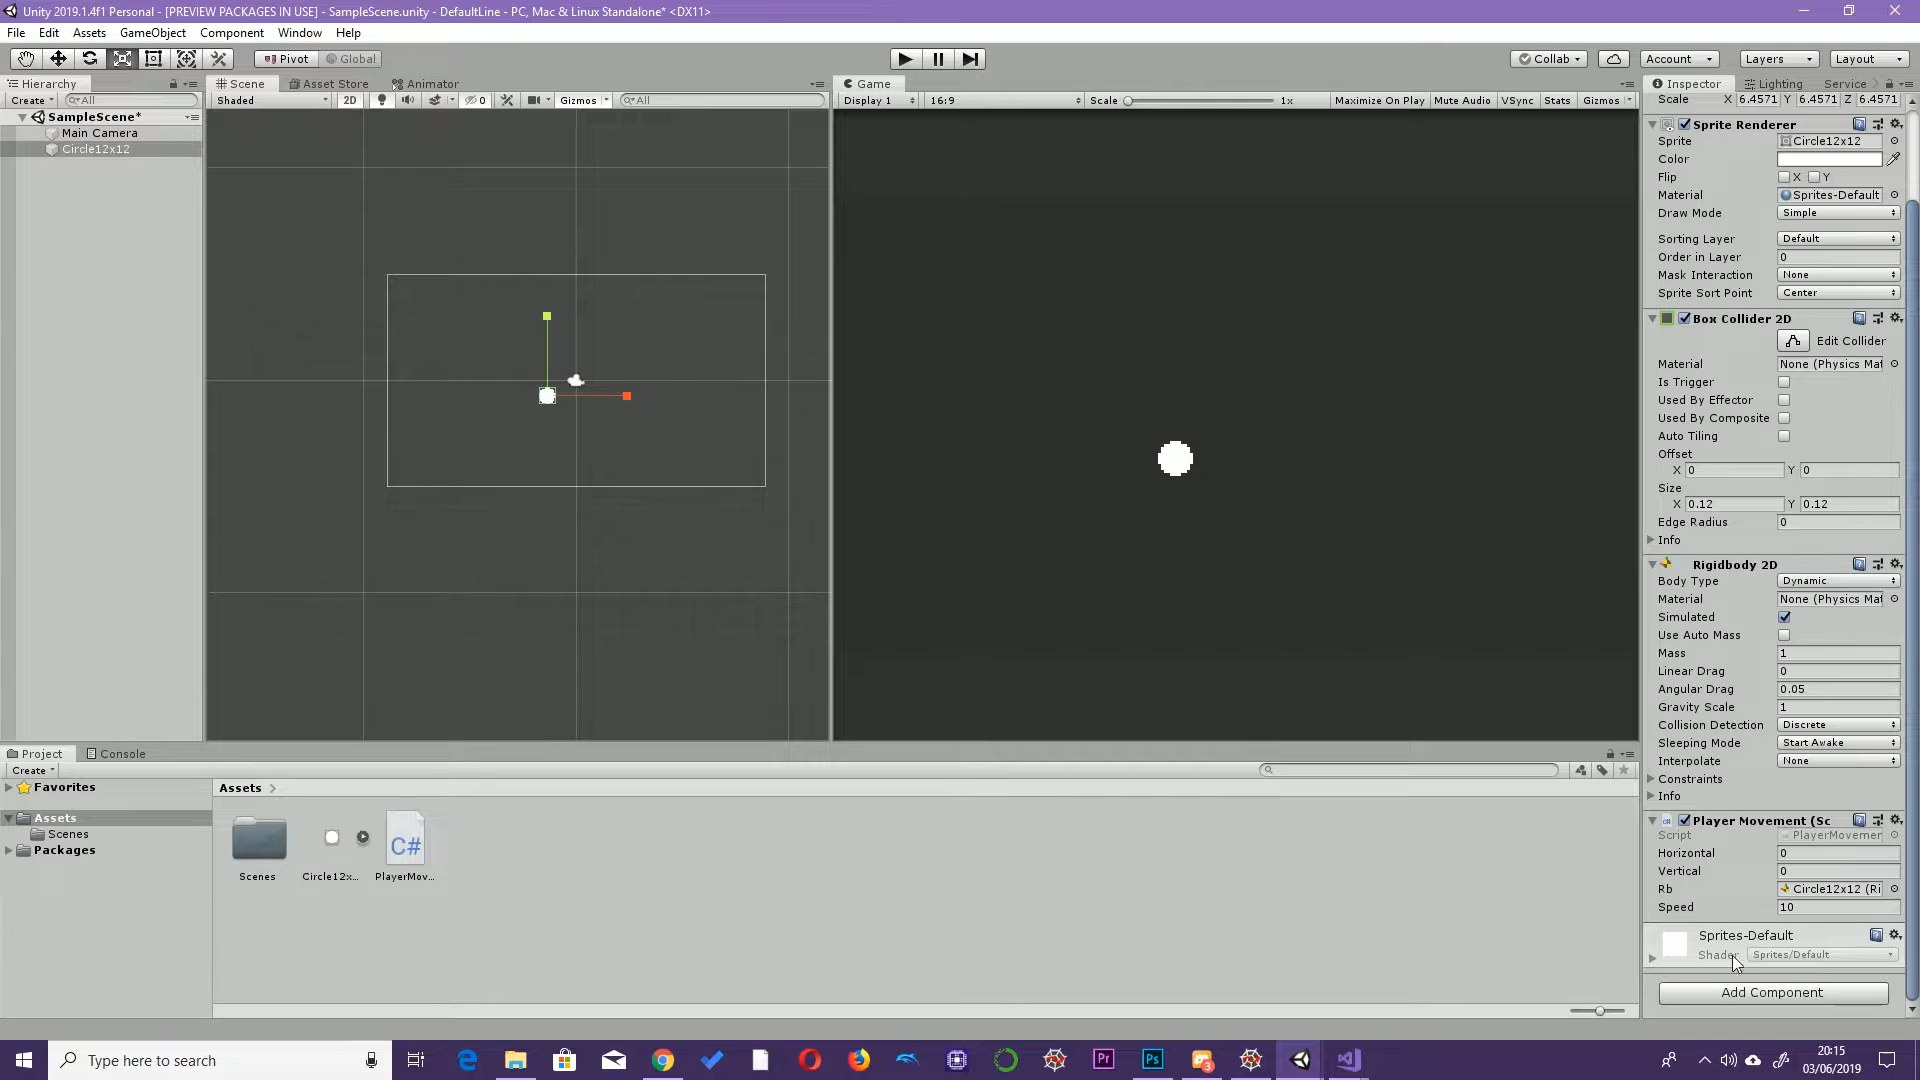 Unity 2019.1.4f1 Personal - [PREVIEW PACKAGES IN USE] - SampleScene.unity - DefaultLine - PC, Mac & Linux Standalone* <DX11>
File Edit Assets GameObject Component Window Help
Pivot Global Collab Account Layers Layout
Hierarchy Scene Asset Store Animator Game Inspector Lighting Service
Create All Shaded 2D 0 Gizmos All Display 1 16:9 Scale 1x Maximize On Play Mute Audio VSync Stats Gizmos
Scale X 6.4571 Y 6.4571 Z 6.4571
SampleScene*
Main Camera
Circle12x12
Sprite Renderer
Sprite Circle12x12
Color
Flip X Y
Material Sprites-Default
Draw Mode Simple
Sorting Layer Default
Order in Layer 0
Mask Interaction None
Sprite Sort Point Center
Box Collider 2D
Edit Collider
Material None (Physics Mat
Is Trigger
Used By Effector
Used By Composite
Auto Tiling
Offset
X 0 Y 0
Size
X 0.12 Y 0.12
Edge Radius 0
Info
Rigidbody 2D
Body Type Dynamic
Material None (Physics Mat
Simulated
Use Auto Mass
Mass 1
Linear Drag 0
Angular Drag 0.05
Gravity Scale 1
Collision Detection Discrete
Sleeping Mode Start Awake
Interpolate None
Constraints
Info
Player Movement (Sc
Script PlayerMovemer
Horizontal 0
Vertical 0
Rb Circle12x12 (Ri
Speed 10
Sprites-Default
Shader Sprites/Default
Add Component
Project Console
Create
Favorites
Assets
Scenes
Packages
Assets
C#
Scenes Circle12x... PlayerMov...
Type here to search
Pr Ps 3
20:15
03/06/2019